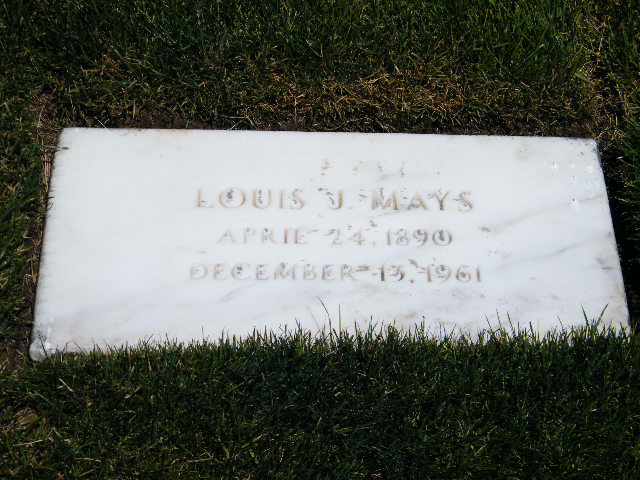 LOUIS J. MAYS
APRIL 24, 1890
DECEMBER 13, 1961